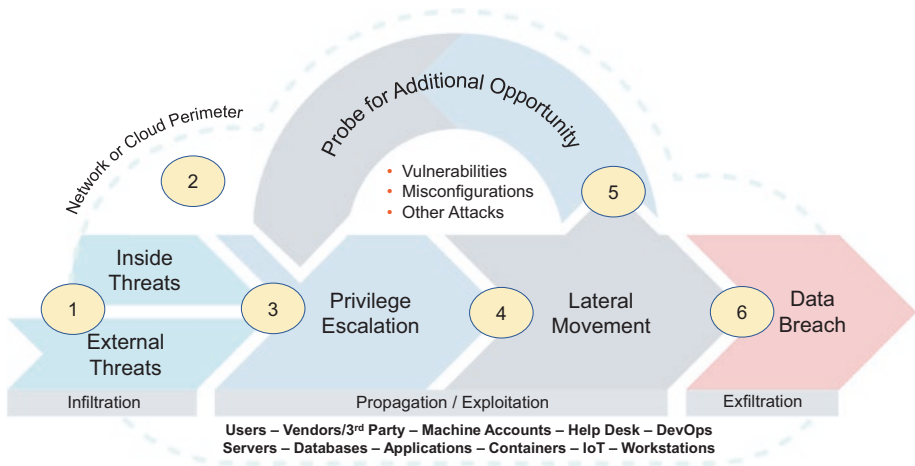 Network or Cloud Perimeter
Probe for Additional Opportunity
2
• Vulnerabilities
• Misconfigurations
• Other Attacks
5
Inside
Threats
1
External
Threats
3
Privilege
Escalation
4
Lateral
Movement
6
Data
Breach
Infiltration
Propagation / Exploitation
Exfiltration
Users – Vendors/3rd Party – Machine Accounts – Help Desk – DevOps
Servers – Databases – Applications – Containers – IoT – Workstations